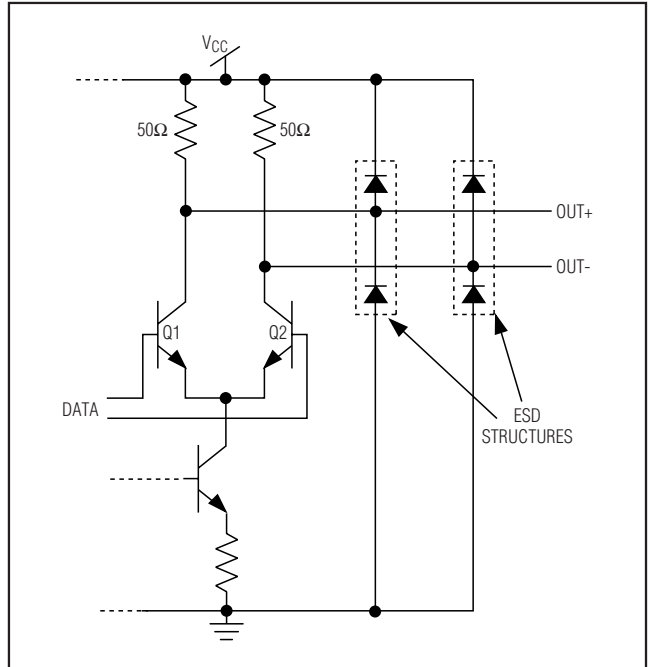 VCC
50Ω
50Ω
OUT+
OUT-
Q1
Q2
DATA
ESD
STRUCTURES